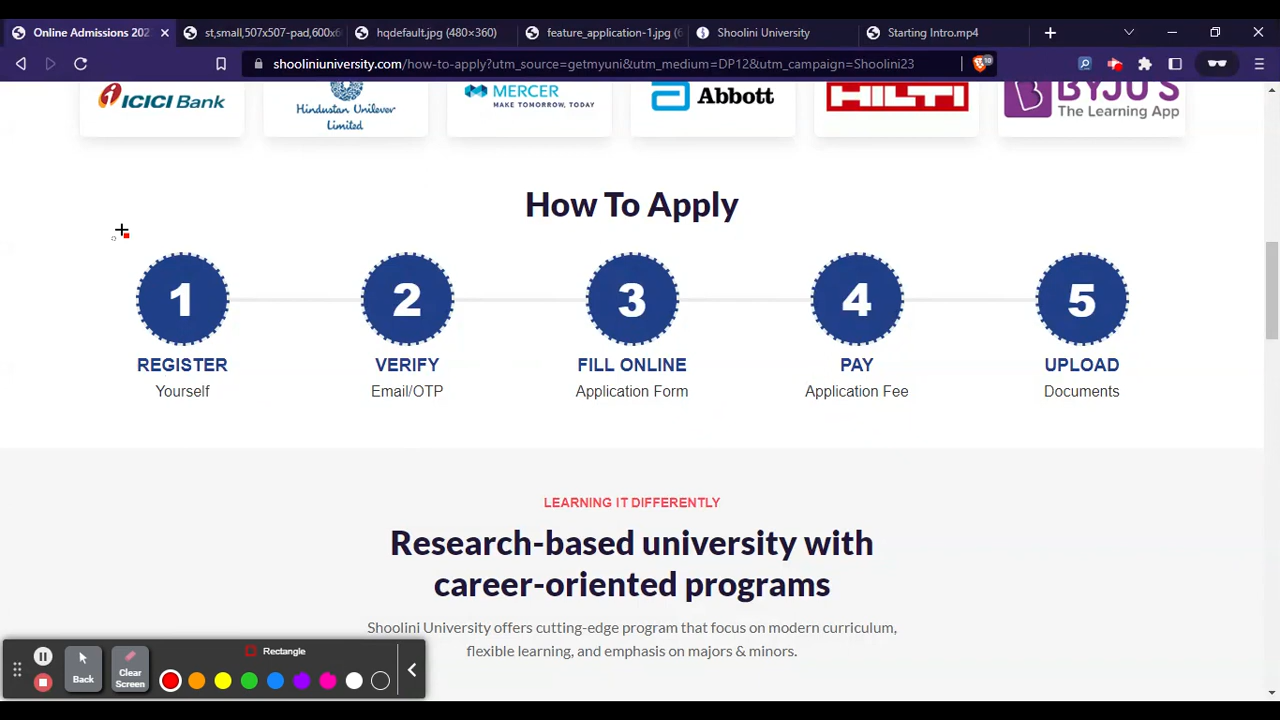 Online Admissions 202
st,small,507x507-pad,600x6
hqdefault.jpg (480×360)
feature_application-1.jpg (6
Shoolini University
Starting Intro.mp4
shooliniuniversity.com/how-to-apply?utm_source=getmyuni&utm_medium=DP12&utm_campaign=Shoolini23
10
ICICI Bank
Hindustan Unilever
Limited
MERCER
MAKE TOMORROW, TODAY
Abbott
HILTI
BYJU'S
The Learning App
How To Apply
1
2
3
4
5
REGISTER
VERIFY
FILL ONLINE
PAY
UPLOAD
Yourself
Email/OTP
Application Form
Application Fee
Documents
LEARNING IT DIFFERENTLY
Research-based university with
career-oriented programs
Shoolini University offers cutting-edge program that focus on modern curriculum,
flexible learning, and emphasis on majors & minors.
Rectangle
Back
Clear
Screen